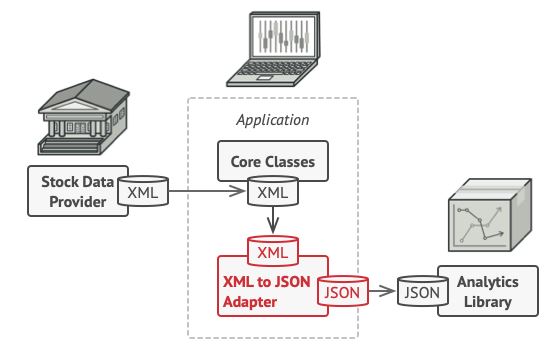 Application
Core Classes
XML
Stock Data
Provider
XML
XML
XML to JSON
Adapter
JSON
JSON
Analytics
Library